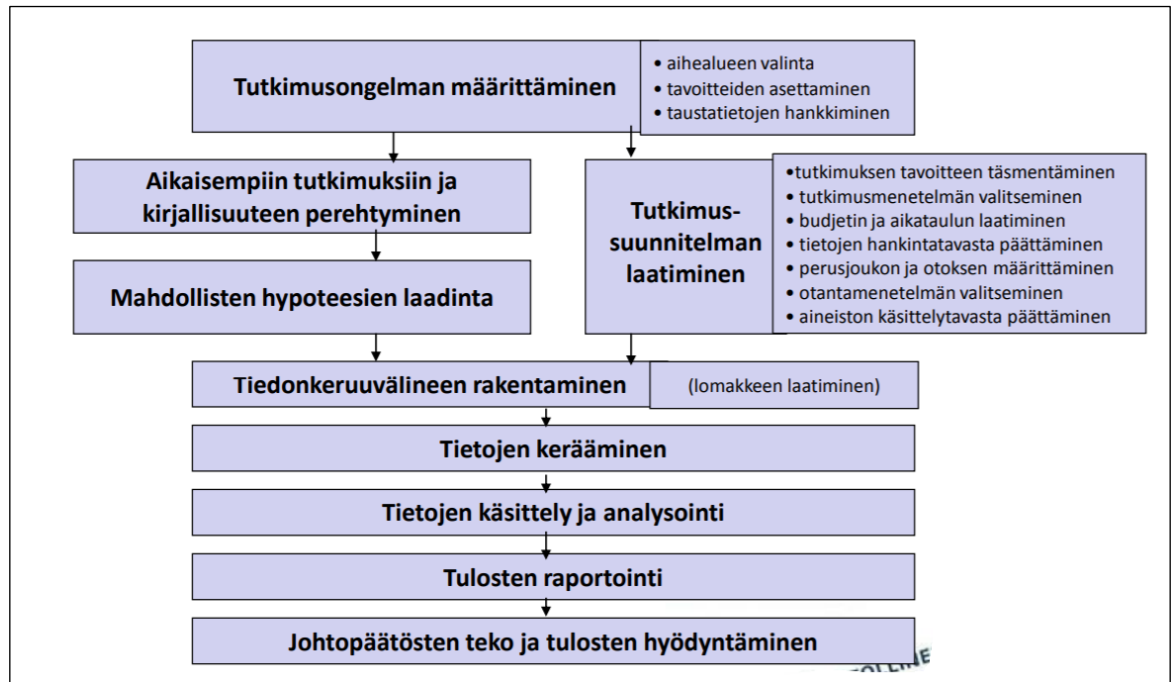 Tutkimusongelman määrittäminen
• aihealueen valinta
• tavoitteiden asettaminen
• taustatietojen hankkiminen
Aikaisempiin tutkimuksiin ja
kirjallisuuteen perehtyminen
Mahdollisten hypoteesien laadinta
Tutkimus-
suunnitelman
laatiminen
•tutkimuksen tavoitteen täsmentäminen
• tutkimusmenetelmän valitseminen
• budjetin ja aikataulun laatiminen
• tietojen hankintatavasta päättäminen
• perusjoukon ja otoksen määrittäminen
• otantamenetelmän valitseminen
• aineiston käsittelytavasta päättäminen
Tiedonkeruuvälineen rakentaminen
(lomakkeen laatiminen)
Tietojen kerääminen
Tietojen käsittely ja analysointi
Tulosten raportointi
Johtopäätösten teko ja tulosten hyödyntäminen